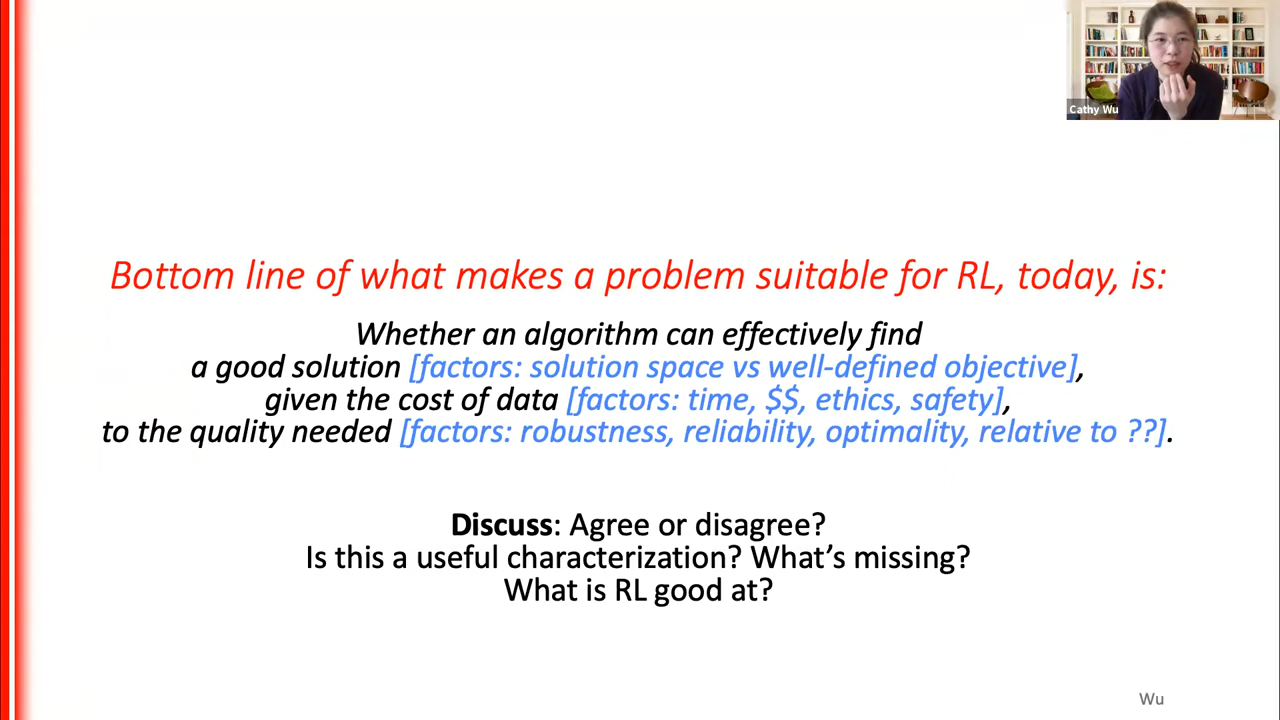 Cathy Wu
Bottom line of what makes a problem suitable for RL, today, is:
Whether an algorithm can effectively find
a good solution [factors: solution space vs well-defined objective],
given the cost of data [factors: time, $$, ethics, safety],
to the quality needed [factors: robustness, reliability, optimality, relative to ??].
Discuss: Agree or disagree?
Is this a useful characterization? What’s missing?
What is RL good at?
Wu